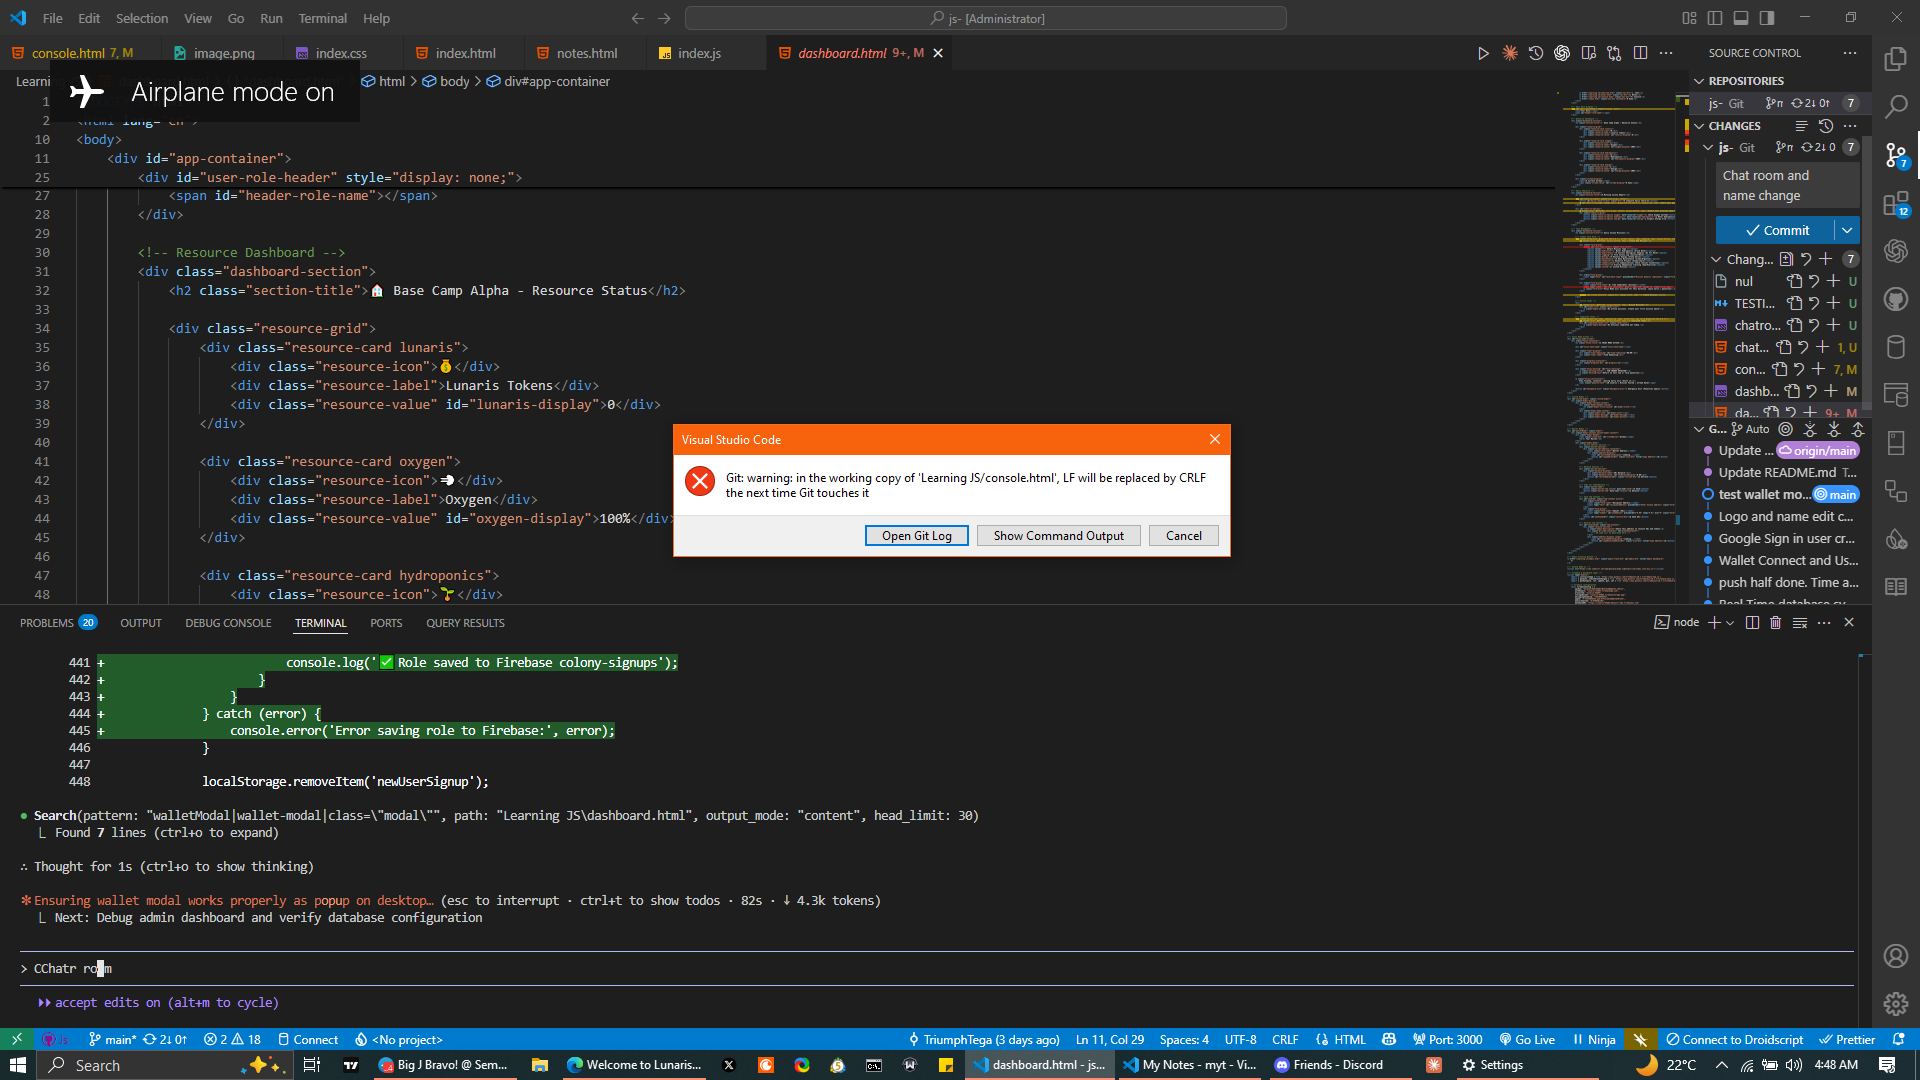 File Edit Selection View Go Run Terminal Help
js- [Administrator]
console.html 7, M
image.png
index.css
index.html
notes.html
index.js
dashboard.html 9+, M
SOURCE CONTROL
Learning
html > body > div#app-container
Airplane mode on
1
2
10 <body>
11 <div id="app-container">
25 <div id="user-role-header" style="display: none;">
27 <span id="header-role-name"></span>
28 </div>
29
30 <!-- Resource Dashboard -->
31 <div class="dashboard-section">
32 <h2 class="section-title">🏠 Base Camp Alpha - Resource Status</h2>
33
34 <div class="resource-grid">
35 <div class="resource-card lunaris">
36 <div class="resource-icon">💰</div>
37 <div class="resource-label">Lunaris Tokens</div>
38 <div class="resource-value" id="lunaris-display">0</div>
39 </div>
40
41 <div class="resource-card oxygen">
42 <div class="resource-icon">💨</div>
43 <div class="resource-label">Oxygen</div>
44 <div class="resource-value" id="oxygen-display">100%</div>
45 </div>
46
47 <div class="resource-card hydroponics">
48 <div class="resource-icon">🌱</div>
REPOSITORIES
js- Git 2↓ 0↑ 7
CHANGES
js- Git 2↓ 0 7
Chat room and
name change
Commit
Chang... 7
nul U
TESTI... U
chatro... U
chat... 1, U
con... 7, M
dashb... M
da... 9+, M
G... Auto
Update ... origin/main
Update README.md T...
test wallet mo... main
Logo and name edit c...
Google Sign in user cr...
Wallet Connect and Us...
push half done. Time a...
Real Time database sy...
7
12
Visual Studio Code
Git: warning: in the working copy of 'Learning JS/console.html', LF will be replaced by CRLF
the next time Git touches it
Open Git Log
Show Command Output
Cancel
PROBLEMS 20 OUTPUT DEBUG CONSOLE TERMINAL PORTS QUERY RESULTS
node
441 + console.log('✅ Role saved to Firebase colony-signups');
442 + }
443 + }
444 + } catch (error) {
445 + console.error('Error saving role to Firebase:', error);
446 }
447
448 localStorage.removeItem('newUserSignup');
● Search(pattern: "walletModal|wallet-modal|class=\"modal\"", path: "Learning JS\dashboard.html", output_mode: "content", head_limit: 30)
⎿ Found 7 lines (ctrl+o to expand)
∴ Thought for 1s (ctrl+o to show thinking)
✻ Ensuring wallet modal works properly as popup on desktop… (esc to interrupt · ctrl+t to show todos · 82s · ↓ 4.3k tokens)
⎿ Next: Debug admin dashboard and verify database configuration
> CChatr room
⏵⏵ accept edits on (alt+m to cycle)
js main* 2↓ 0↑ 2 18 Connect <No project>
TriumphTega (3 days ago) Ln 11, Col 29 Spaces: 4 UTF-8 CRLF HTML Port: 3000 Go Live Ninja Connect to Droidscript Prettier
Search
Big J Bravo! @ Sem...
Welcome to Lunaris...
dashboard.html - js...
My Notes - myt - Vi...
Friends - Discord
Settings
22°C
4:48 AM